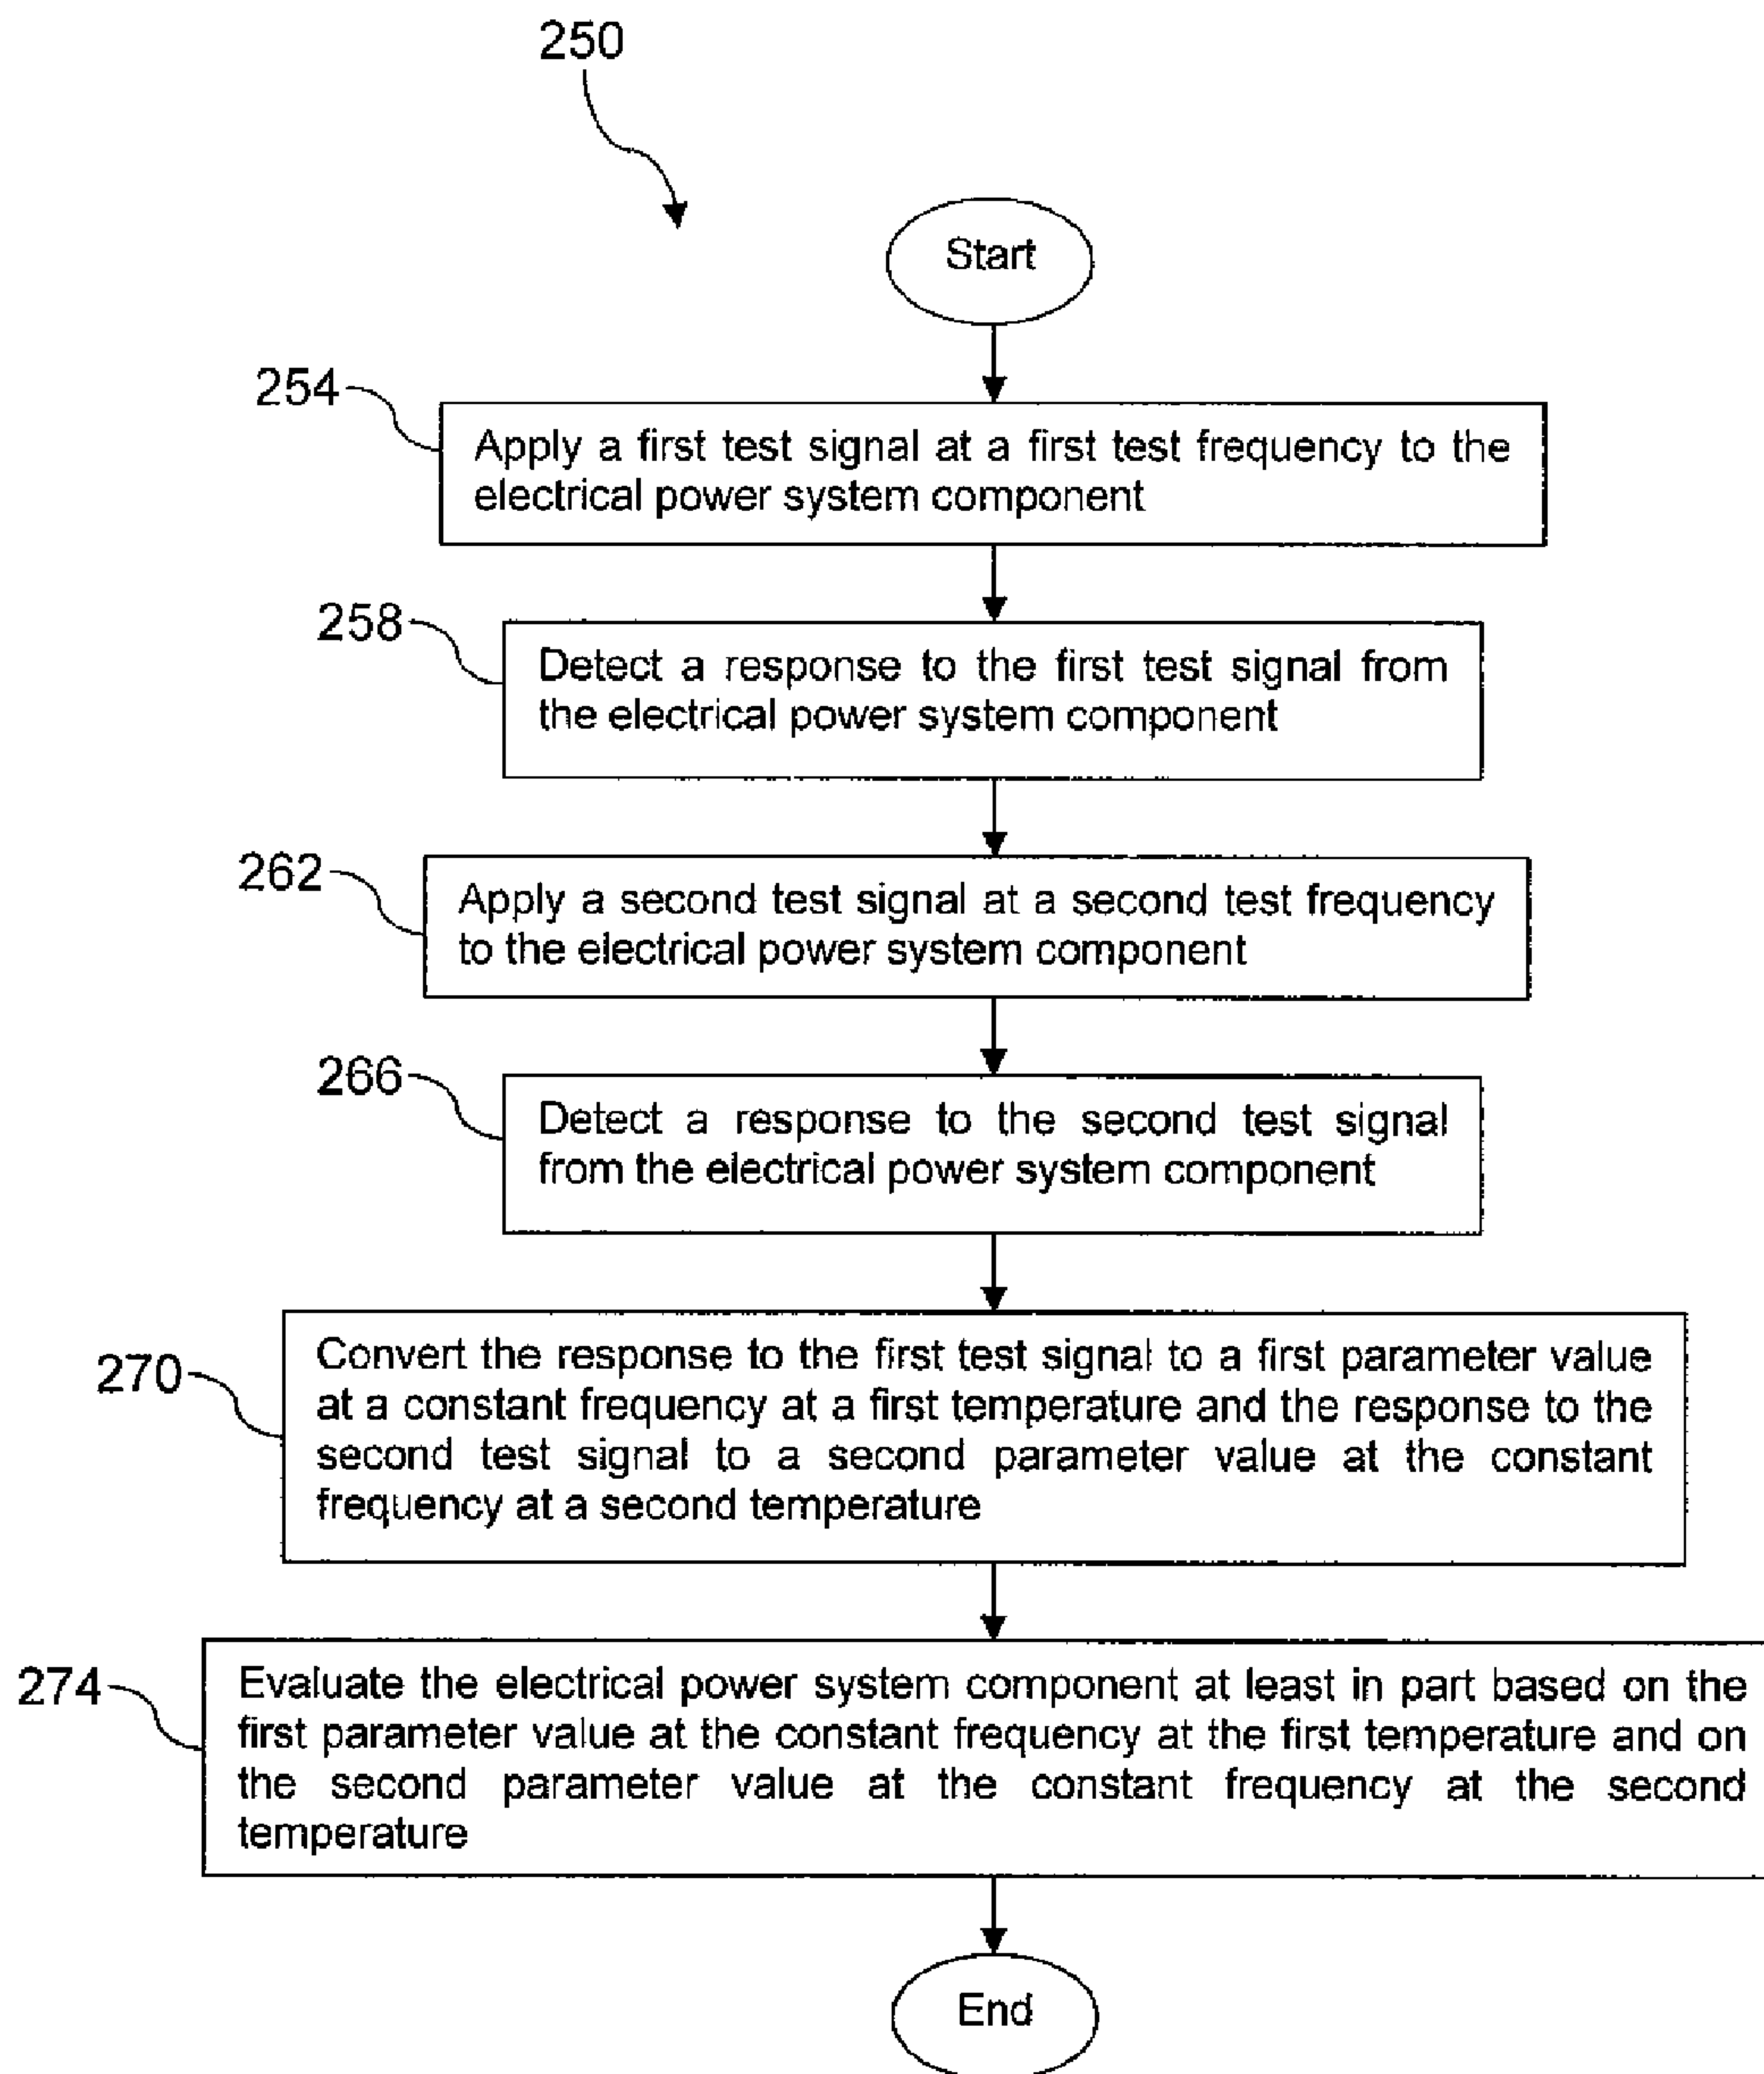 250
Start
254
Apply a first test signal at a first test frequency to the
electrical power system component
258
Detect a response to the first test signal from
the electrical power system component
262
Apply a second test signal at a second test frequency
to the electrical power system component
266
Detect a response to the second test signal
from the electrical power system component
270
Convert the response to the first test signal to a first parameter value
at a constant frequency at a first temperature and the response to the
second test signal to a second parameter value at the constant
frequency at a second temperature
274
Evaluate the electrical power system component at least in part based on the
first parameter value at the constant frequency at the first temperature and on
the second parameter value at the constant frequency at the second
temperature
End